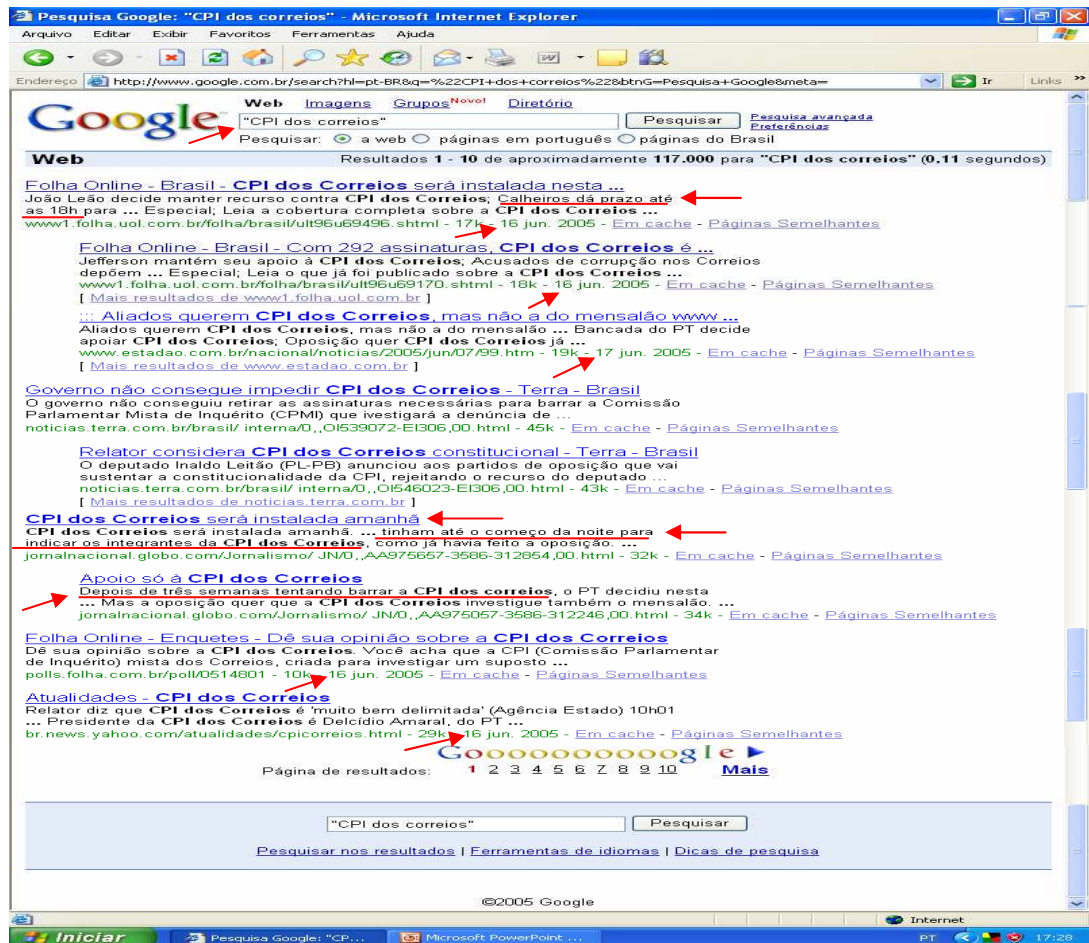 Pesquisa Google: "CPI dos correios" - Microsoft Internet Explorer
Arquivo Editar Exibir Favoritos Ferramentas Ajuda
Endereço http://www.google.com.br/search?hl=pt-BR&q=%22CPI+dos+correios%22&btnG=Pesquisa+Google&meta= Ir Links »
Google
Web Imagens Grupos Novo! Diretório
"CPI dos correios" Pesquisar Pesquisa avançada
Preferências
Pesquisar: a web páginas em português páginas do Brasil
Web Resultados 1 - 10 de aproximadamente 117.000 para "CPI dos correios" (0,11 segundos)
Folha Online - Brasil - CPI dos Correios será instalada nesta ...
João Leão decide manter recurso contra CPI dos Correios; Calheiros dá prazo até
as 18h para ... Especial; Leia a cobertura completa sobre a CPI dos Correios ...
www1.folha.uol.com.br/folha/brasil/ult96u69496.shtml - 17k - 16 jun. 2005 - Em cache - Páginas Semelhantes
Folha Online - Brasil - Com 292 assinaturas, CPI dos Correios é ...
Jefferson mantém seu apoio à CPI dos Correios; Acusados de corrupção nos Correios
depõem ... Especial; Leia o que já foi publicado sobre a CPI dos Correios ...
www1.folha.uol.com.br/folha/brasil/ult96u69170.shtml - 18k - 16 jun. 2005 - Em cache - Páginas Semelhantes
[ Mais resultados de www1.folha.uol.com.br ]
::: Aliados querem CPI dos Correios, mas não a do mensalão www ...
Aliados querem CPI dos Correios, mas não a do mensalão ... Bancada do PT decide
apoiar CPI dos Correios; Oposição quer CPI dos Correios já ...
www.estadao.com.br/nacional/noticias/2005/jun/07/99.htm - 19k - 17 jun. 2005 - Em cache - Páginas Semelhantes
[ Mais resultados de www.estadao.com.br ]
Governo não consegue impedir CPI dos Correios - Terra - Brasil
O governo não conseguiu retirar as assinaturas necessárias para barrar a Comissão
Parlamentar Mista de Inquérito (CPMI) que ivestigará a denúncia de ...
noticias.terra.com.br/brasil/ interna/0,,OI539072-EI306,00.html - 45k - Em cache - Páginas Semelhantes
Relator considera CPI dos Correios constitucional - Terra - Brasil
O deputado Inaldo Leitão (PL-PB) anunciou aos partidos de oposição que vai
sustentar a constitucionalidade da CPI, rejeitando o recurso do deputado ...
noticias.terra.com.br/brasil/ interna/0,,OI546023-EI306,00.html - 43k - Em cache - Páginas Semelhantes
[ Mais resultados de noticias.terra.com.br ]
CPI dos Correios será instalada amanhã
CPI dos Correios será instalada amanhã. ... tinham até o começo da noite para
indicar os integrantes da CPI dos Correios, como já havia feito a oposição. ...
jornalnacional.globo.com/Jornalismo/ JN/0,,AA975657-3586-312854,00.html - 32k - Em cache - Páginas Semelhantes
Apoio só à CPI dos Correios
Depois de três semanas tentando barrar a CPI dos correios, o PT decidiu nesta
... Mas a oposição quer que a CPI dos Correios investigue também o mensalão. ...
jornalnacional.globo.com/Jornalismo/ JN/0,,AA975057-3586-312246,00.html - 34k - Em cache - Páginas Semelhantes
Folha Online - Enquetes - Dê sua opinião sobre a CPI dos Correios
Dê sua opinião sobre a CPI dos Correios. Você acha que a CPI (Comissão Parlamentar
de Inquérito) mista dos Correios, criada para investigar um suposto ...
polls.folha.com.br/poll/0514801 - 10k - 16 jun. 2005 - Em cache - Páginas Semelhantes
Atualidades - CPI dos Correios
Relator diz que CPI dos Correios é 'muito bem delimitada' (Agência Estado) 10h01
... Presidente da CPI dos Correios é Delcídio Amaral, do PT ...
br.news.yahoo.com/atualidades/cpicorreios.html - 29k - 16 jun. 2005 - Em cache - Páginas Semelhantes
Goooooooooogle
Página de resultados: 1 2 3 4 5 6 7 8 9 10 Mais
"CPI dos correios" Pesquisar
Pesquisar nos resultados | Ferramentas de idiomas | Dicas de pesquisa
©2005 Google
Internet
Iniciar Pesquisa Google: "CP... Microsoft PowerPoint ... PT 17:28